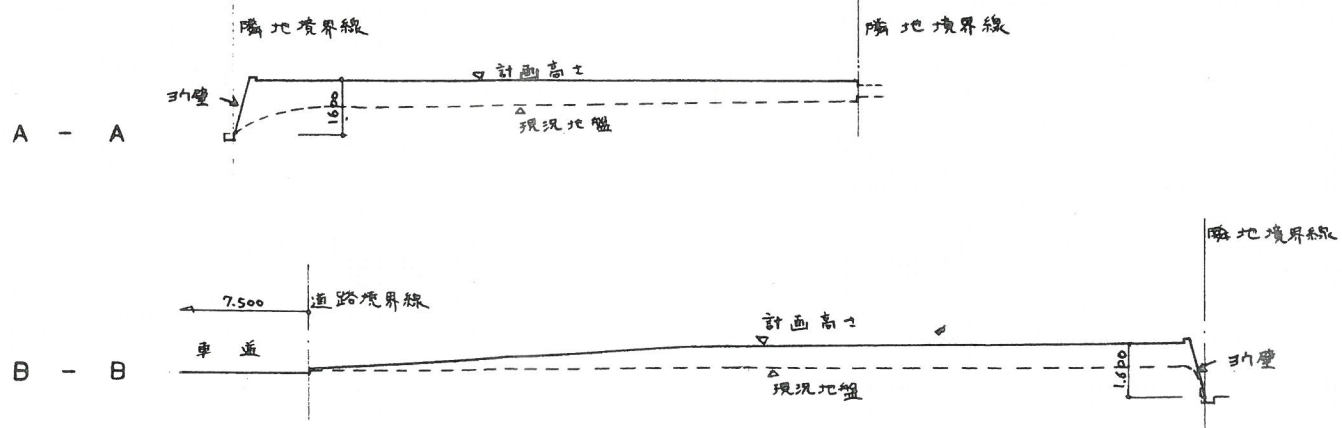 隣地境界線
隣地境界線
計画高さ
ヨウ壁
1600
現況地盤
A - A
隣地境界線
7.500
道路境界線
計画高さ
車道
B - B
1.600
ヨウ壁
現況地盤